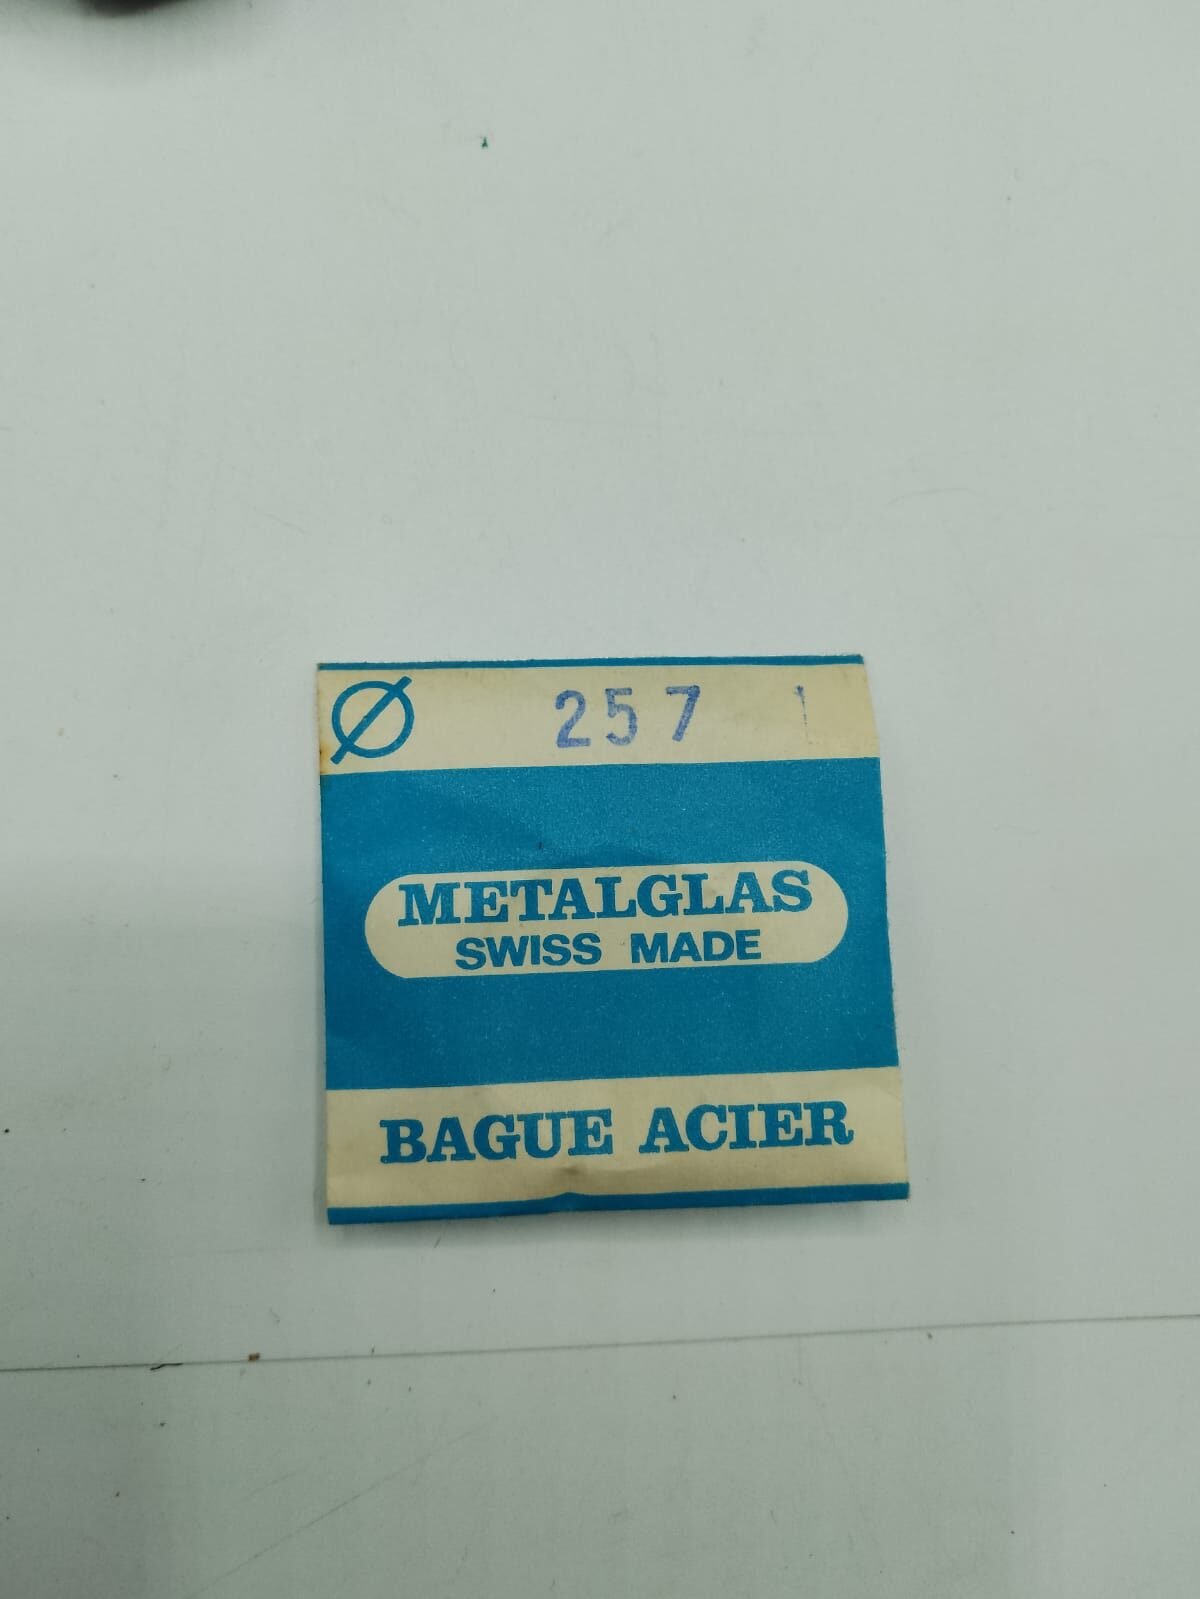 Ø 257
METALGLAS
SWISS MADE
BAGUE ACIER